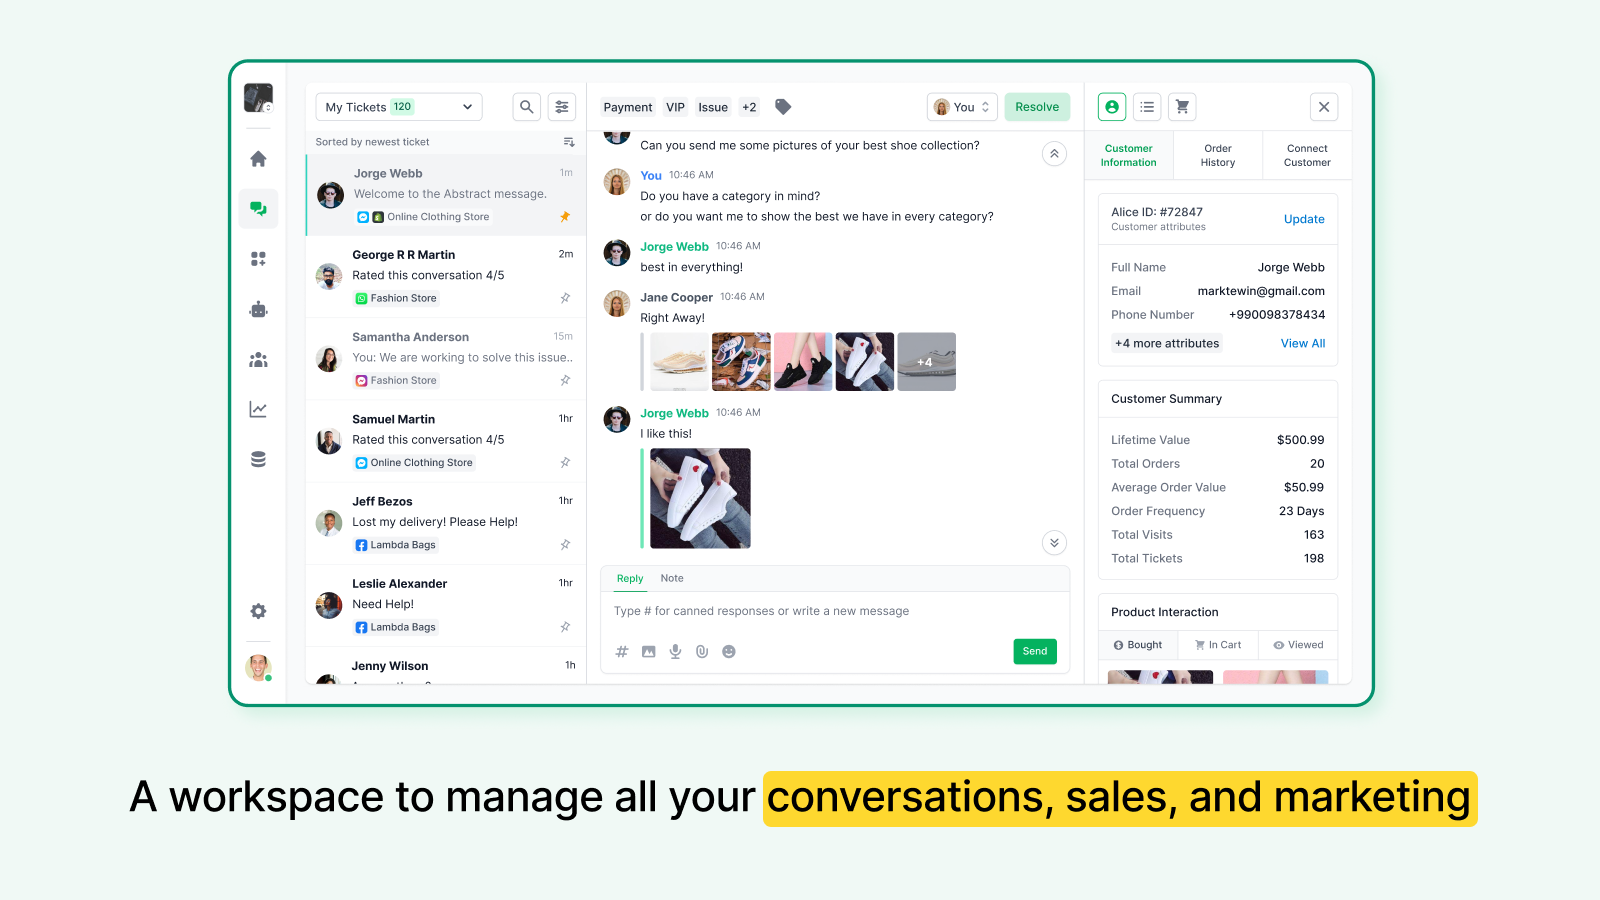 My Tickets 120
Sorted by newest ticket
Jorge Webb 1m
Welcome to the Abstract message.
Online Clothing Store
George R R Martin 2m
Rated this conversation 4/5
Fashion Store
Samantha Anderson 15m
You: We are working to solve this issue..
Fashion Store
Samuel Martin 1hr
Rated this conversation 4/5
Online Clothing Store
Jeff Bezos 1hr
Lost my delivery! Please Help!
Lambda Bags
Leslie Alexander 1hr
Need Help!
Lambda Bags
Jenny Wilson 1h
Payment VIP Issue +2
You Resolve
Can you send me some pictures of your best shoe collection?
You 10:46 AM
Do you have a category in mind?
or do you want me to show the best we have in every category?
Jorge Webb 10:46 AM
best in everything!
Jane Cooper 10:46 AM
Right Away!
+4
Jorge Webb 10:46 AM
I like this!
Reply Note
Type # for canned responses or write a new message
Send
Customer Information
Order History
Connect Customer
Alice ID: #72847
Customer attributes
Update
Full Name Jorge Webb
Email marktewin@gmail.com
Phone Number +990098378434
+4 more attributes View All
Customer Summary
Lifetime Value $500.99
Total Orders 20
Average Order Value $50.99
Order Frequency 23 Days
Total Visits 163
Total Tickets 198
Product Interaction
Bought In Cart Viewed
A workspace to manage all your conversations, sales, and marketing